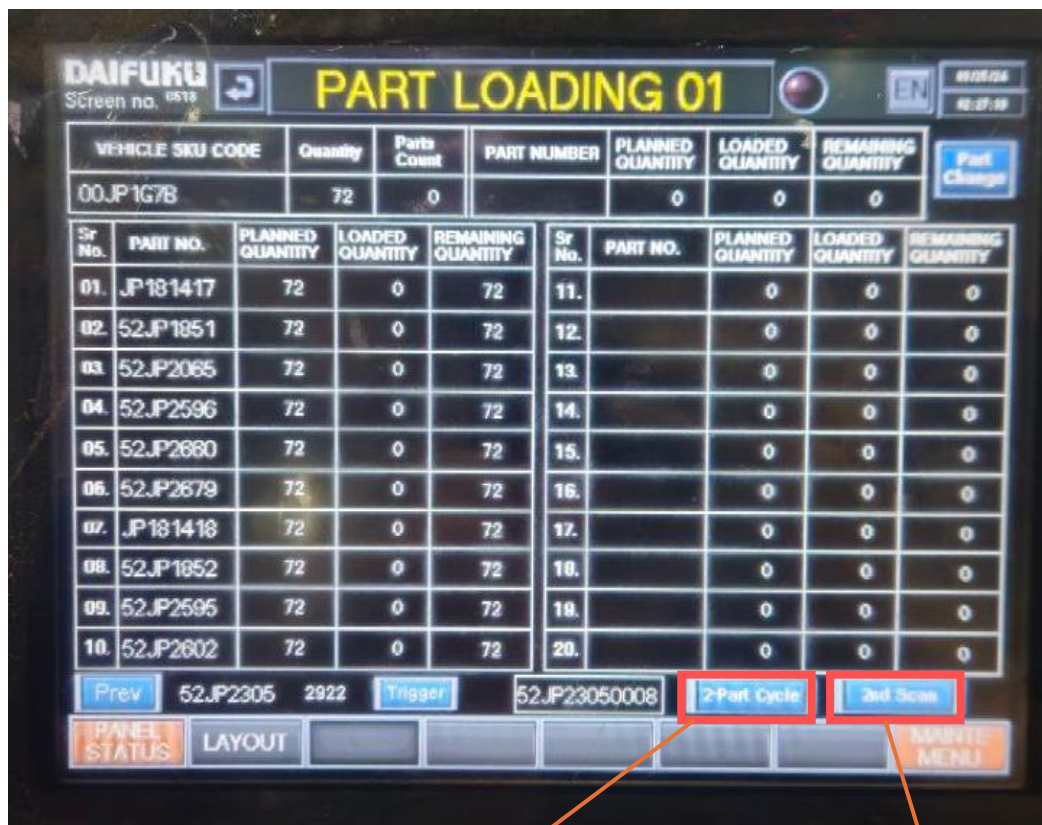 DAIFUKU
Screen no. 0518
PART LOADING 01
EN
VEHICLE SKU CODE Quantity Parts Count PART NUMBER PLANNED QUANTITY LOADED QUANTITY REMAINING QUANTITY Part Change
00JP1G7B 72 0 0 0 0
Sr No. PART NO. PLANNED QUANTITY LOADED QUANTITY REMAINING QUANTITY Sr No. PART NO. PLANNED QUANTITY LOADED QUANTITY REMAINING QUANTITY
01. JP181417 72 0 72 11. 0 0 0
02. 52JP1851 72 0 72 12. 0 0 0
03. 52JP2065 72 0 72 13. 0 0 0
04. 52JP2596 72 0 72 14. 0 0 0
05. 52JP2680 72 0 72 15. 0 0 0
06. 52JP2679 72 0 72 16. 0 0 0
07. JP181418 72 0 72 17. 0 0 0
08. 52JP1852 72 0 72 18. 0 0 0
09. 52JP2595 72 0 72 19. 0 0 0
10. 52JP2602 72 0 72 20. 0 0 0
Prev 52JP2305 2922 Trigger 52JP23050008 2-Part Cycle 2nd Scan
PANEL STATUS LAYOUT MAINTE MENU